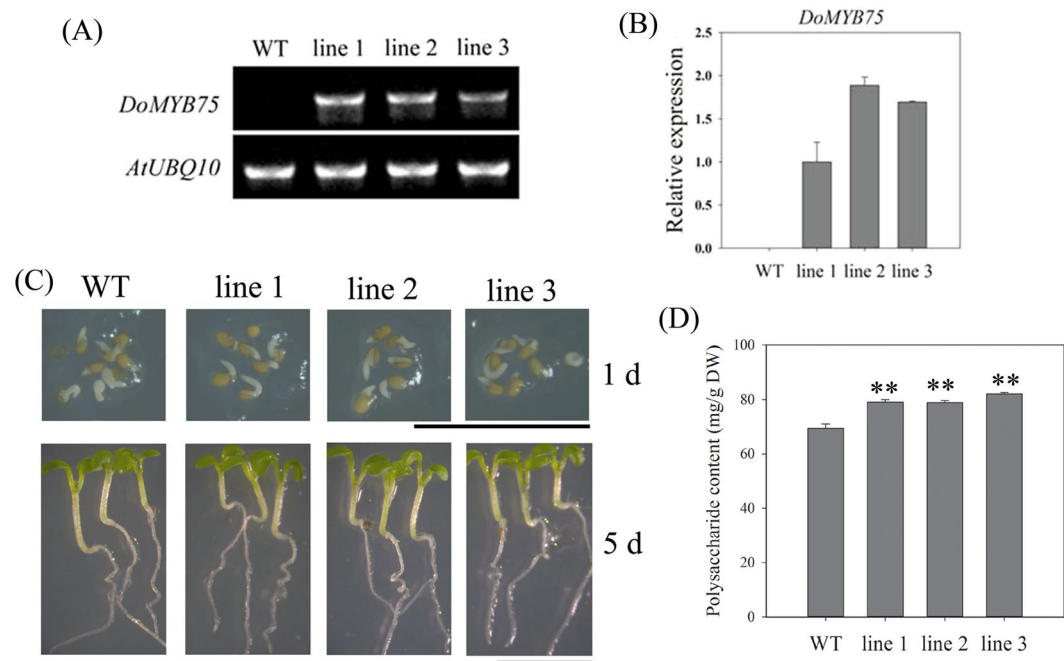 (A)
WT line 1 line 2 line 3
DoMYB75
AtUBQ10
(B)
DoMYB75
Relative expression
2.5
2.0
1.5
1.0
0.5
0.0
WT line 1 line 2 line 3
(C)
WT line 1 line 2 line 3
1 d
5 d
(D)
Polysaccharide content (mg/g DW)
100
80
60
40
20
0
** ** **
WT line 1 line 2 line 3